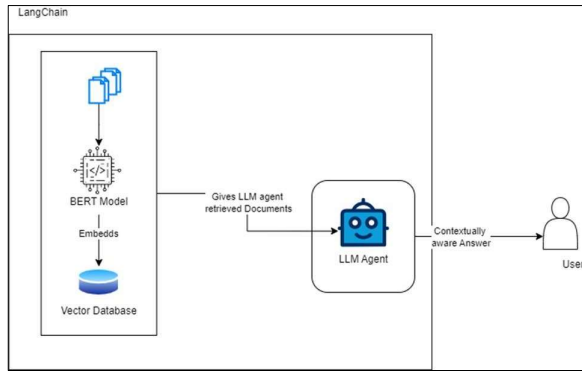 LangChain
</>
BERT Model
Embedds
Vector Database
Gives LLM agent
retrieved Documents
LLM Agent
Contextually
aware Answer
User